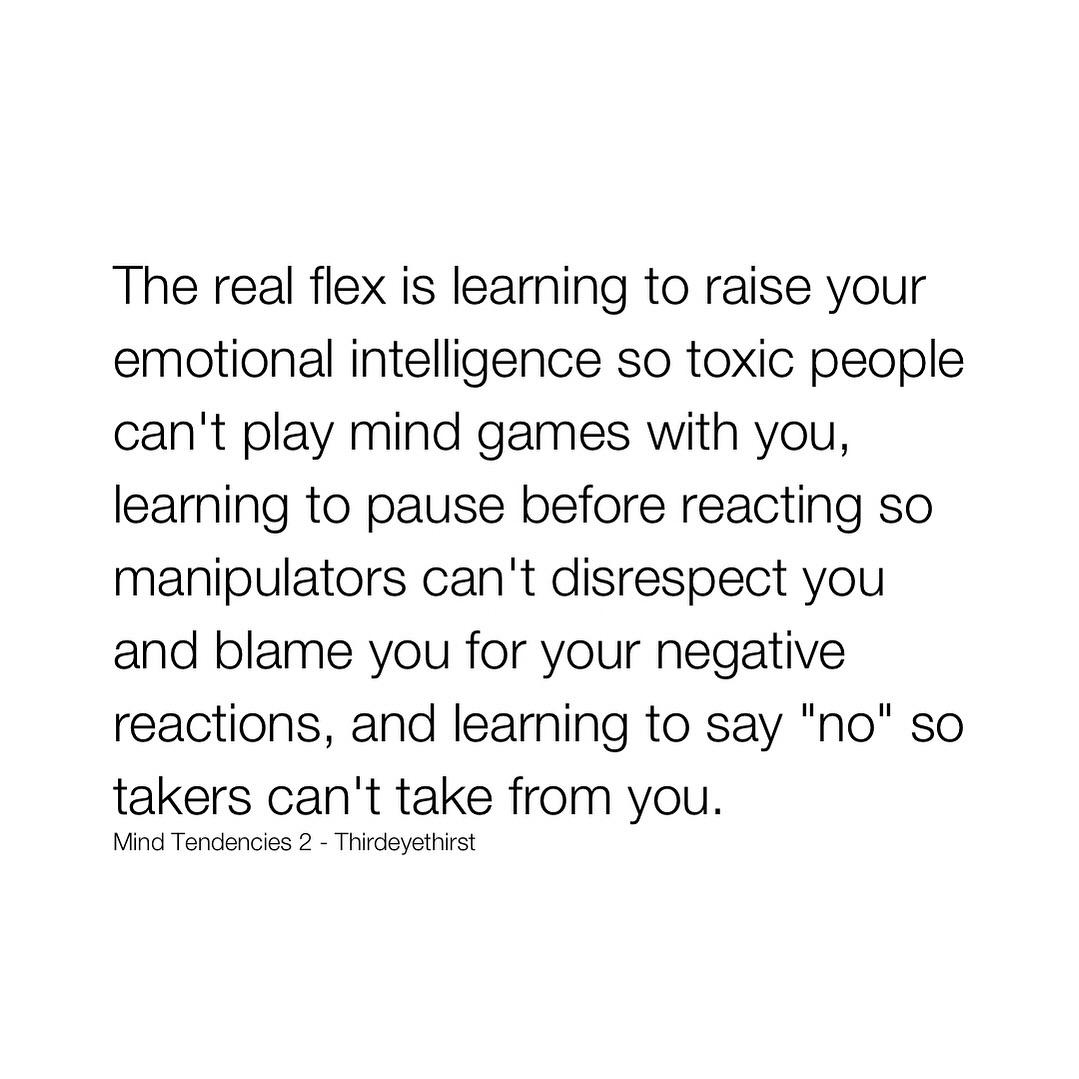 The real flex is learning to raise your
emotional intelligence so toxic people
can't play mind games with you,
learning to pause before reacting so
manipulators can't disrespect you
and blame you for your negative
reactions, and learning to say "no" so
takers can't take from you.
Mind Tendencies 2 - Thirdeyethirst